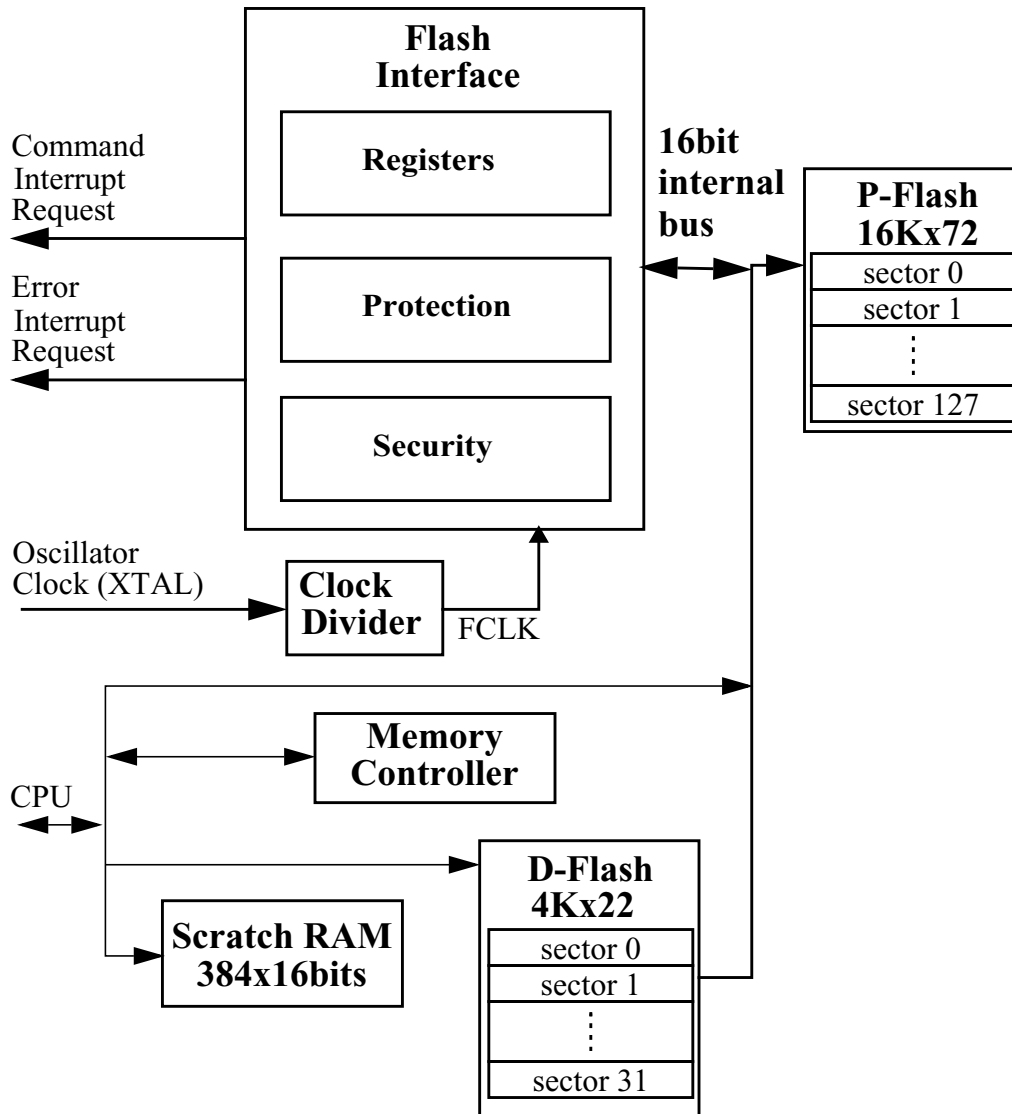 Flash
Interface
Registers
Protection
Security
Command
Interrupt
Request
Error
Interrupt
Request
16bit
internal
bus
P-Flash
16Kx72
sector 0
sector 1
sector 127
Oscillator
Clock (XTAL)
Clock
Divider
FCLK
Memory
Controller
CPU
D-Flash
4Kx22
sector 0
sector 1
sector 31
Scratch RAM
384x16bits